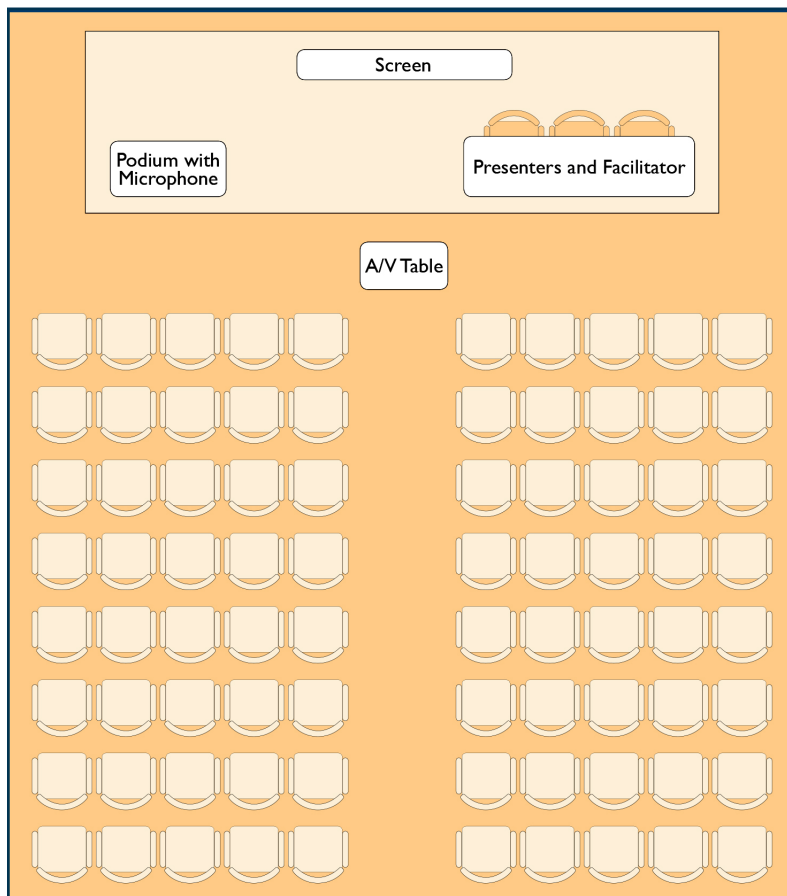 Screen
Podium with
Microphone
Presenters and Facilitator
A/V Table